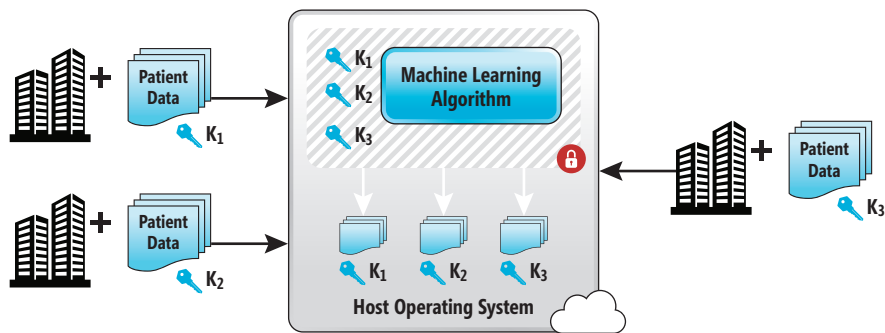 Patient
Data
K1
Patient
Data
K2
K1
K2
K3
Machine Learning
Algorithm
K1
K2
K3
Host Operating System
Patient
Data
K3